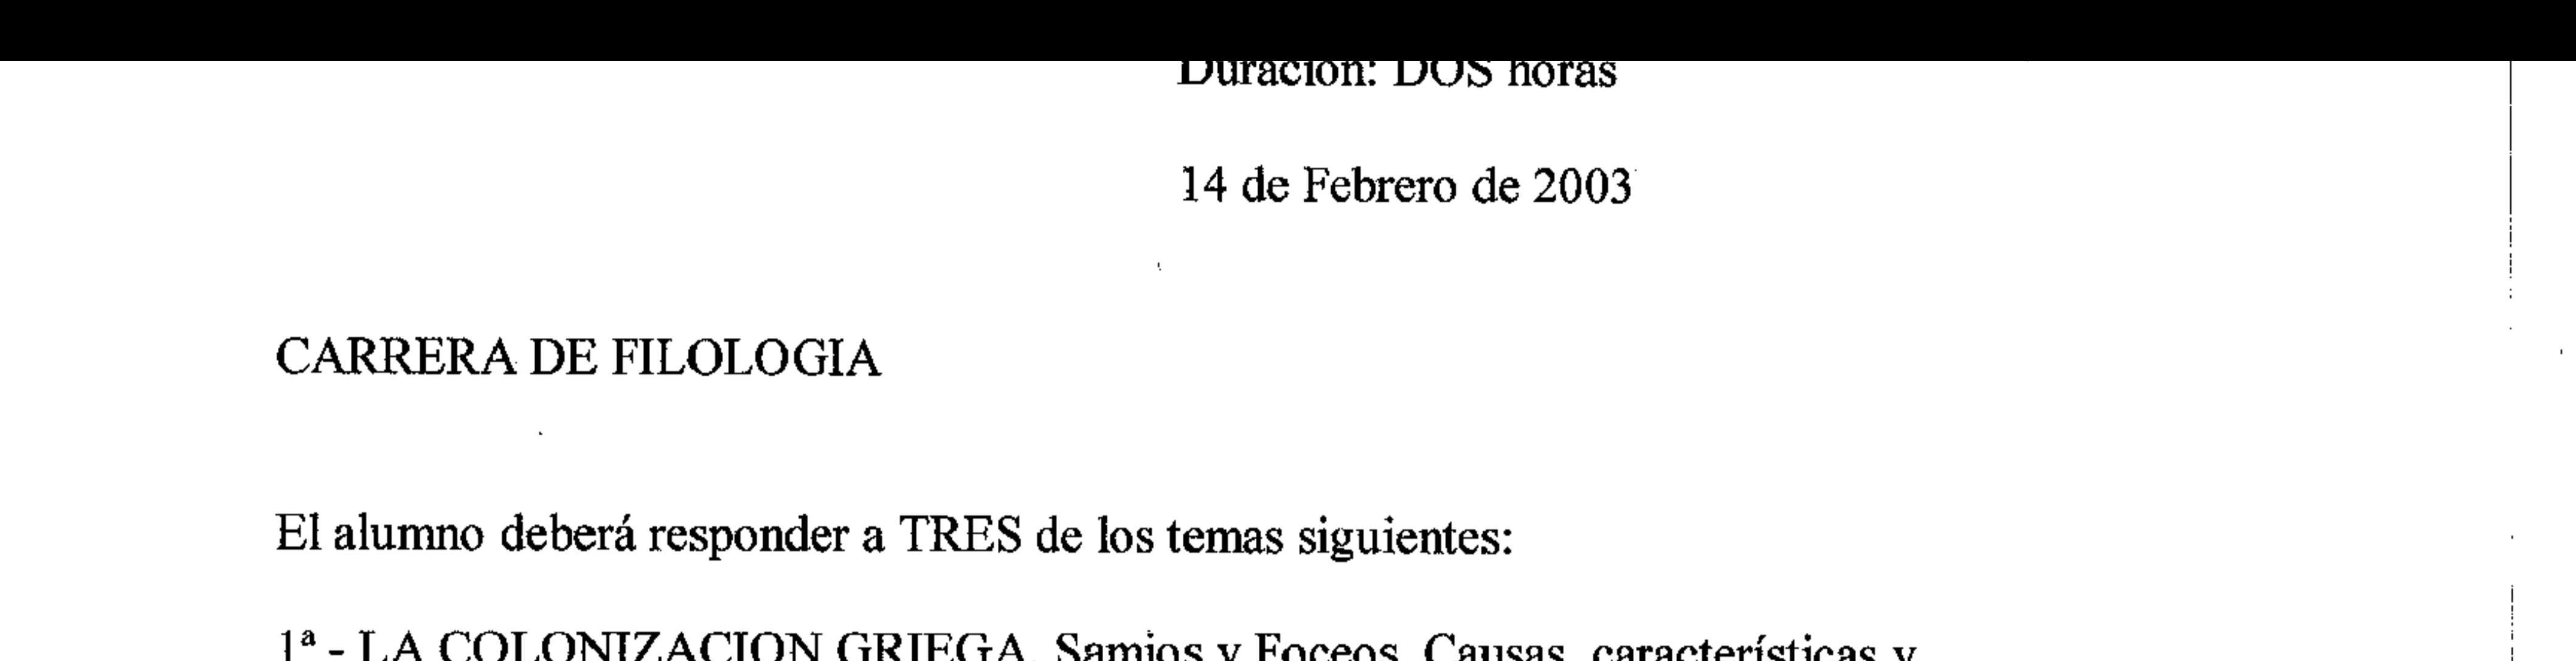 Duración: DOS horas
14 de Febrero de 2003
CARRERA DE FILOLOGIA
El alumno deberá responder a TRES de los temas siguientes:
1ª - LA COLONIZACION GRIEGA. Samios y Foceos. Causas, características y